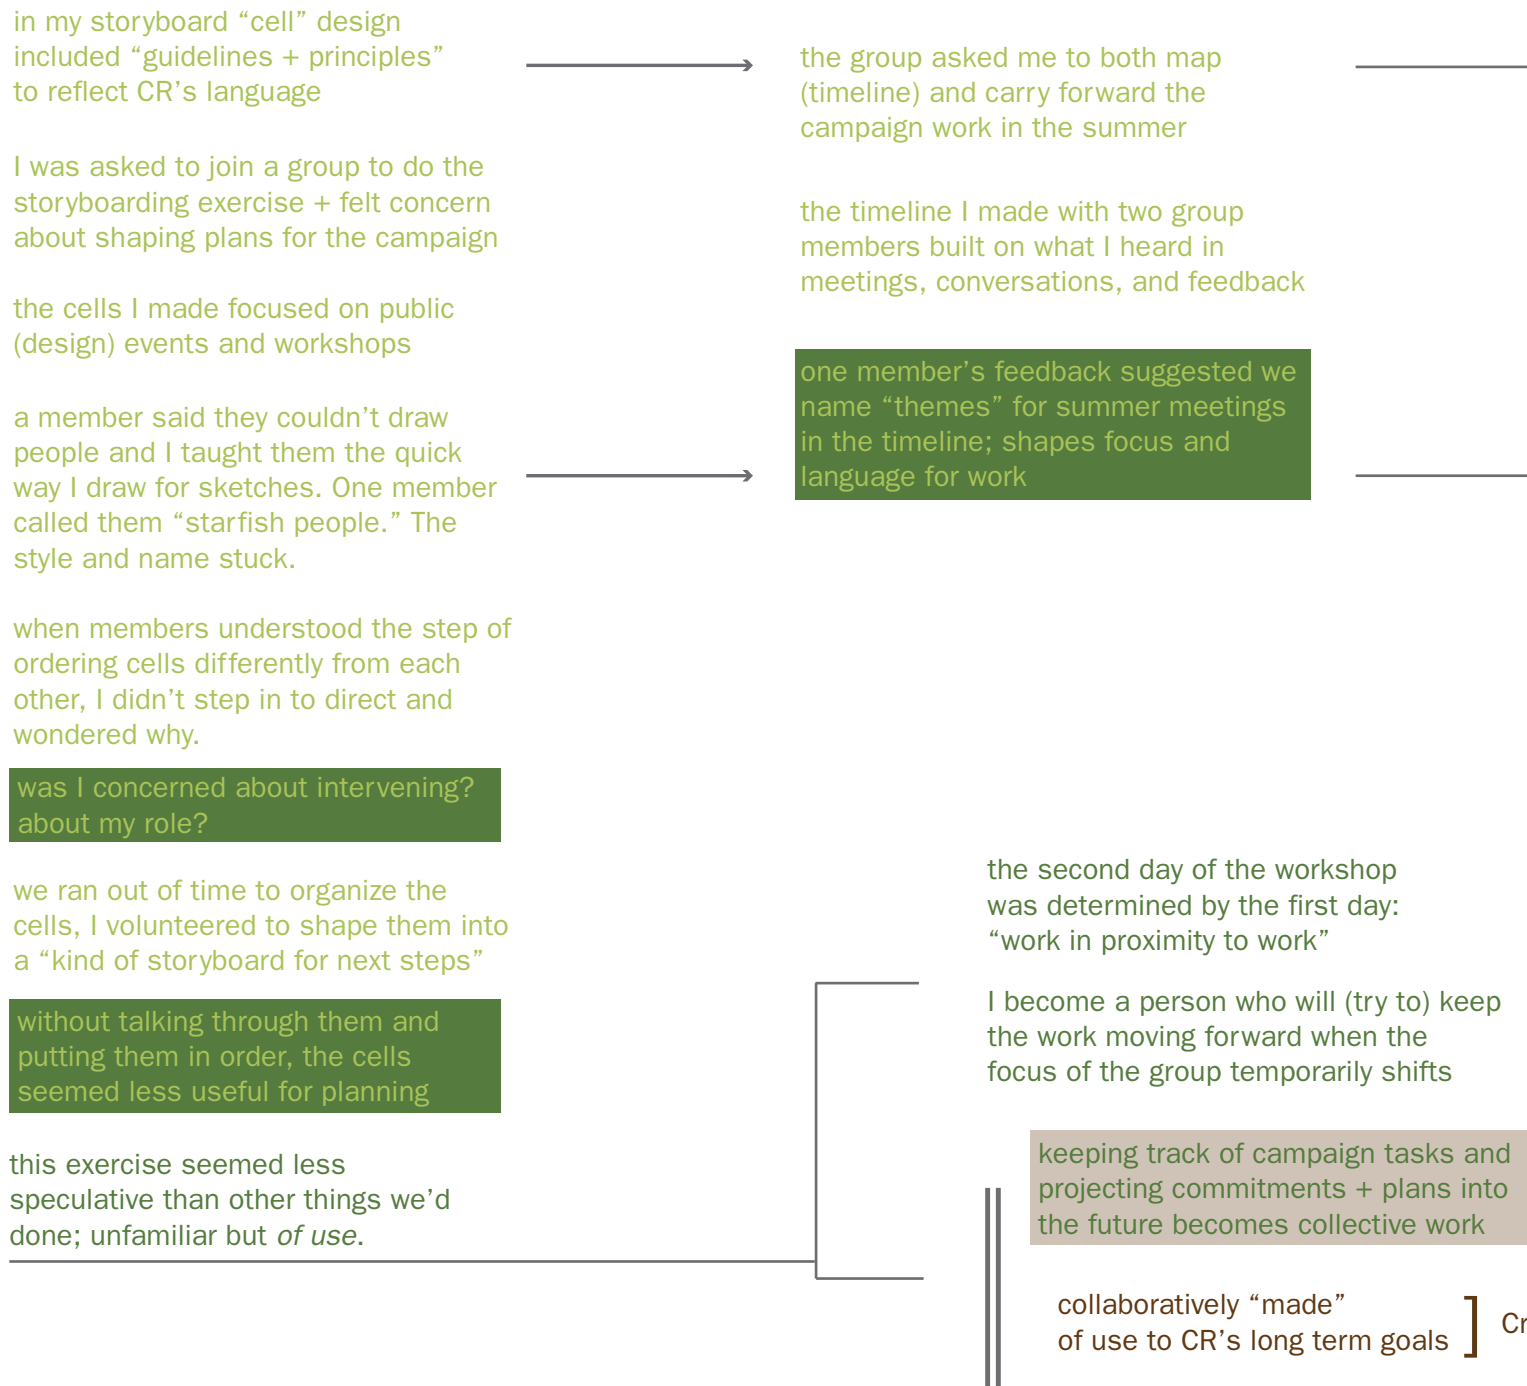 in my storyboard “cell” design
included “guidelines + principles”
to reflect CR’s language
I was asked to join a group to do the
storyboarding exercise + felt concern
about shaping plans for the campaign
the cells I made focused on public
(design) events and workshops
a member said they couldn’t draw
people and I taught them the quick
way I draw for sketches. One member
called them “starfish people.” The
style and name stuck.
when members understood the step of
ordering cells differently from each
other, I didn’t step in to direct and
wondered why.
was I concerned about intervening?
about my role?
we ran out of time to organize the
cells, I volunteered to shape them into
a “kind of storyboard for next steps”
without talking through them and
putting them in order, the cells
seemed less useful for planning
this exercise seemed less
speculative than other things we’d
done; unfamiliar but of use.
the group asked me to both map
(timeline) and carry forward the
campaign work in the summer
the timeline I made with two group
members built on what I heard in
meetings, conversations, and feedback
one member’s feedback suggested we
name “themes” for summer meetings
in the timeline; shapes focus and
language for work
the second day of the workshop
was determined by the first day:
“work in proximity to work”
I become a person who will (try to) keep
the work moving forward when the
focus of the group temporarily shifts
keeping track of campaign tasks and
projecting commitments + plans into
the future becomes collective work
collaboratively “made”
of use to CR’s long term goals ]